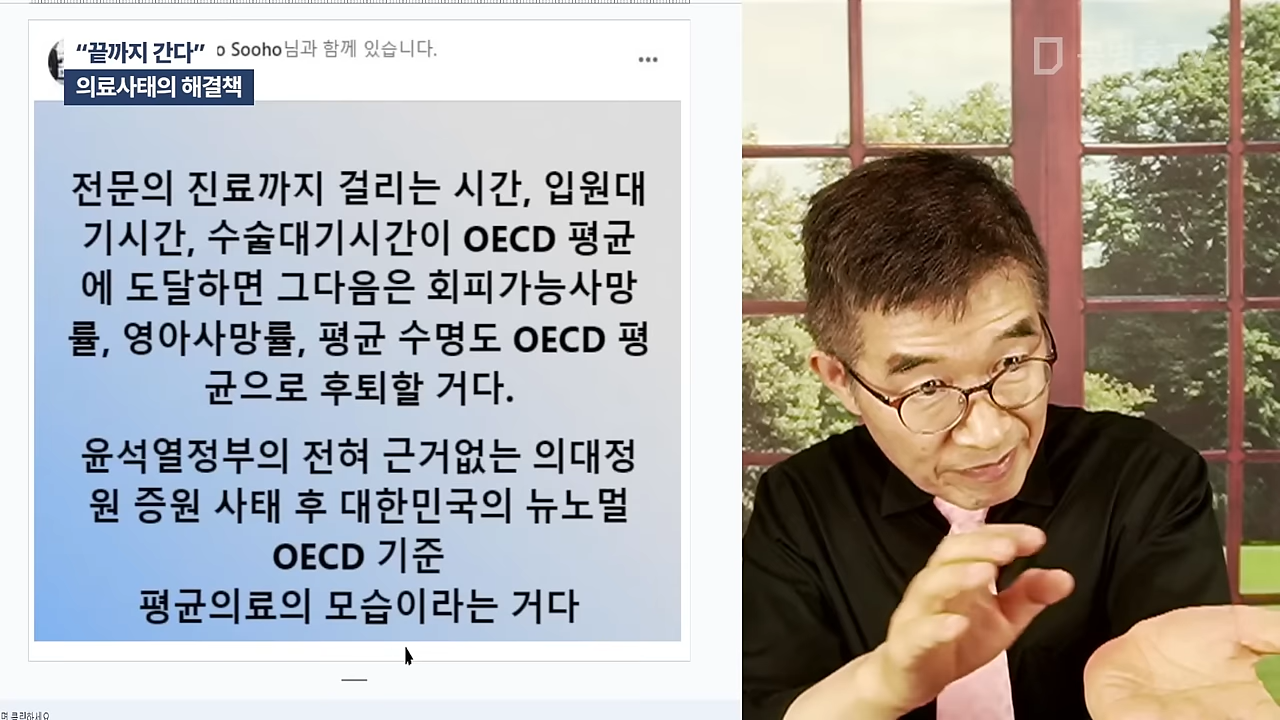 “끝까지 간다”
o Sooho님과 함께 있습니다.
의료사태의 해결책
전문의 진료까지 걸리는 시간, 입원대
기시간, 수술대기시간이 OECD 평균
에 도달하면 그다음은 회피가능사망
률, 영아사망률, 평균 수명도 OECD 평
균으로 후퇴할 거다.
윤석열정부의 전혀 근거없는 의대정
원 증원 사태 후 대한민국의 뉴노멀
OECD 기준
평균의료의 모습이라는 거다